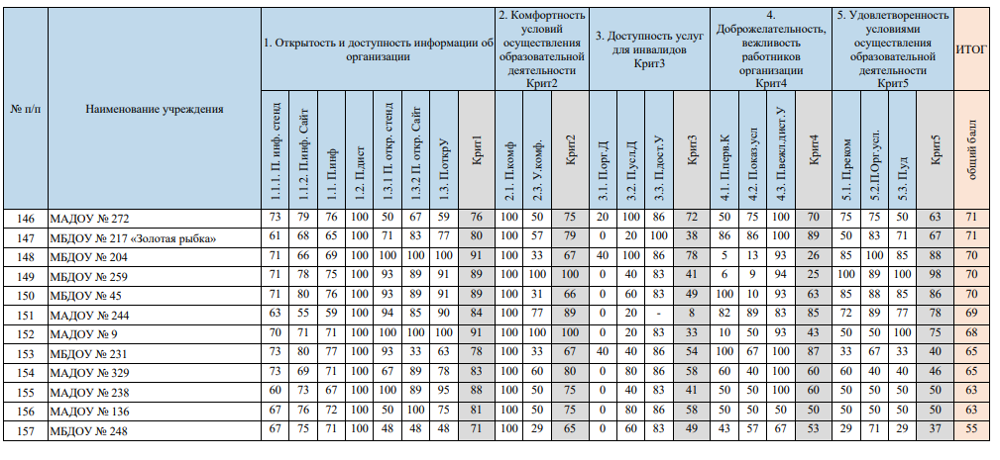 № п/п
Наименование учреждения
1. Открытость и доступность информации об
организации
2. Комфортность
условий
осуществления
образовательной
деятельности
Крит2
3. Доступность услуг
для инвалидов
Крит3
4.
Доброжелательность,
вежливость
работников
организации
Крит4
5. Удовлетворенность
условиями
осуществления
образовательной
деятельности
Крит5
ИТОГ
1.1.1. П. инф. стенд
1.1.2. П.инф. Сайт
1.1. П.инф
1.2. П.дист
1.3.1 П. откр. стенд
1.3.2 П. откр. Сайт
1.3. П.открУ
Крит1
2.1. П.комф
2.3. У.комф.
Крит2
3.1. П.орг.Д
3.2. П.усл.Д
3.3. П.дост.У
Крит3
4.1. П.перв.К
4.2. П.оказ.усл
4.3. П.вежл.дист.У
Крит4
5.1. П.реком
5.2.П.Орг.усл.
5.3. П.уд
Крит5
общий балл
146 МАДОУ № 272 73 79 76 100 50 67 59 76 100 50 75 20 100 86 72 50 75 100 70 75 75 50 63 71
147 МБДОУ № 217 «Золотая рыбка» 61 68 65 100 71 83 77 80 100 57 79 0 20 100 38 86 86 100 89 50 83 71 67 71
148 МБДОУ № 204 71 66 69 100 100 100 100 91 100 33 67 40 100 86 78 5 13 93 26 85 100 85 88 70
149 МБДОУ № 259 71 78 75 100 93 89 91 89 100 100 100 0 40 83 41 6 9 94 25 100 89 100 98 70
150 МБДОУ № 45 71 80 76 100 93 89 91 89 100 31 66 0 60 83 49 100 10 93 63 85 88 85 86 70
151 МАДОУ № 244 63 55 59 100 94 85 90 84 100 77 89 0 20 - 8 82 89 83 85 72 89 77 78 69
152 МАДОУ № 9 70 71 71 100 100 100 100 91 100 100 100 0 20 83 33 10 50 93 43 50 50 100 75 68
153 МБДОУ № 231 73 80 77 100 93 33 63 78 100 33 67 40 40 86 54 100 67 100 87 33 67 33 40 65
154 МАДОУ № 329 73 69 71 100 67 89 78 83 100 60 80 0 80 86 58 60 40 100 60 60 40 40 46 65
155 МАДОУ № 238 60 73 67 100 100 89 95 88 100 50 75 0 40 83 41 50 50 50 50 50 50 50 50 63
156 МАДОУ № 136 67 76 72 100 50 100 75 81 100 50 75 0 80 86 58 50 50 50 50 50 50 50 50 63
157 МБДОУ № 248 67 75 71 100 48 48 48 71 100 29 65 0 60 83 49 43 57 67 53 29 71 29 37 55